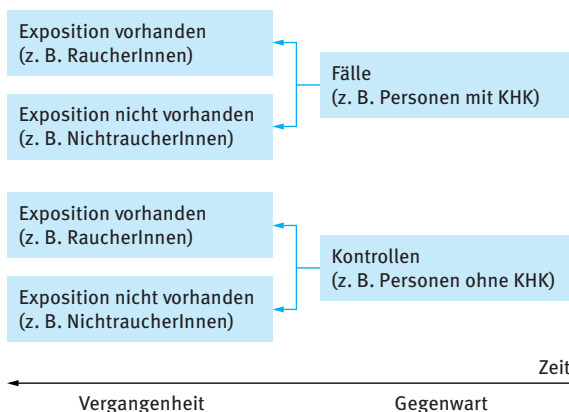 Exposition vorhanden
(z. B. RaucherInnen)
Fälle
(z. B. Personen mit KHK)
Exposition nicht vorhanden
(z. B. NichtraucherInnen)
Exposition vorhanden
(z. B. RaucherInnen)
Kontrollen
(z. B. Personen ohne KHK)
Exposition nicht vorhanden
(z. B. NichtraucherInnen)
Zeit
Vergangenheit
Gegenwart